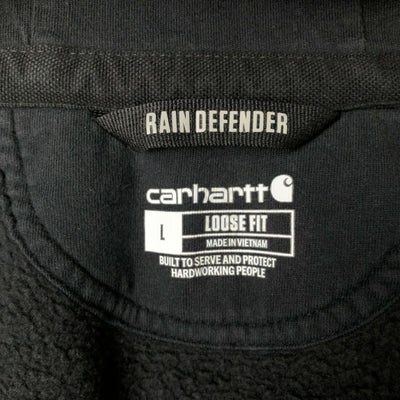 RAIN DEFENDER
carhartt
L
LOOSE FIT
MADE IN VIETNAM
BUILT TO SERVE AND PROTECT
HARDWORKING PEOPLE